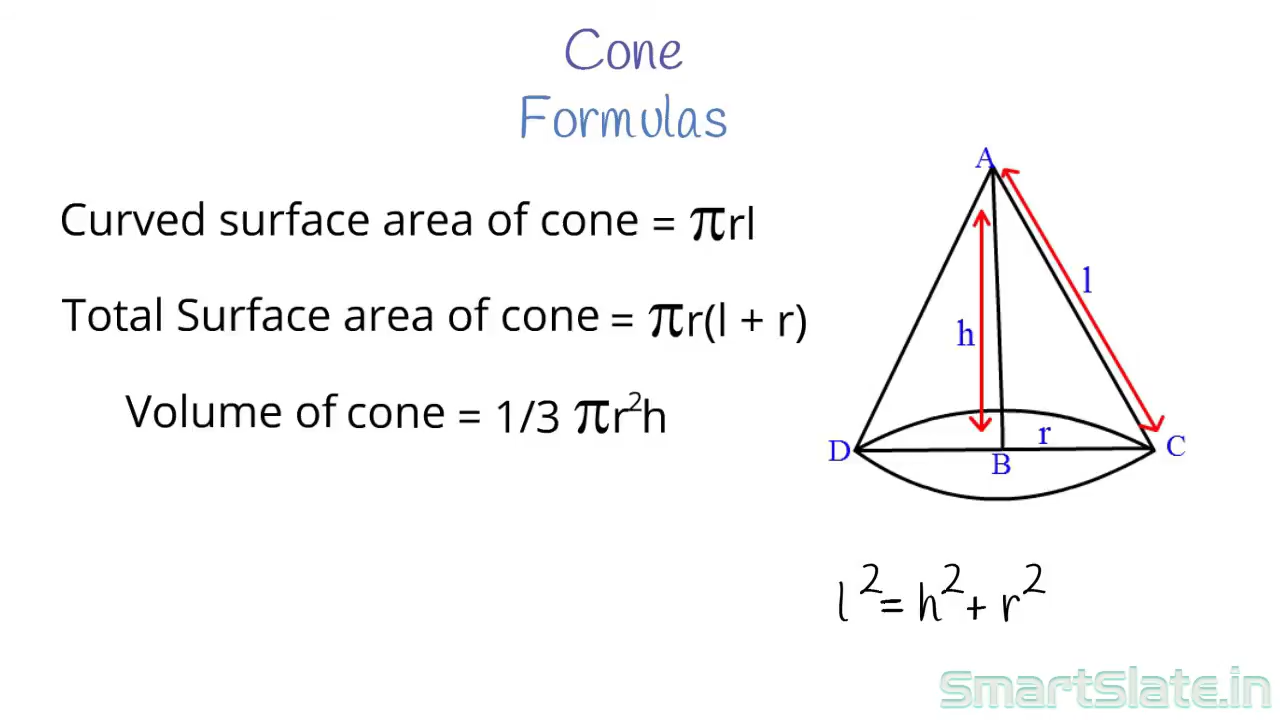 Cone
Formulas
Curved surface area of cone = πrl
Total Surface area of cone = πr(l + r)
Volume of cone = 1/3 πr²h
A
l
h
r
D
B
C
l² = h² + r²
SmartSlate.in